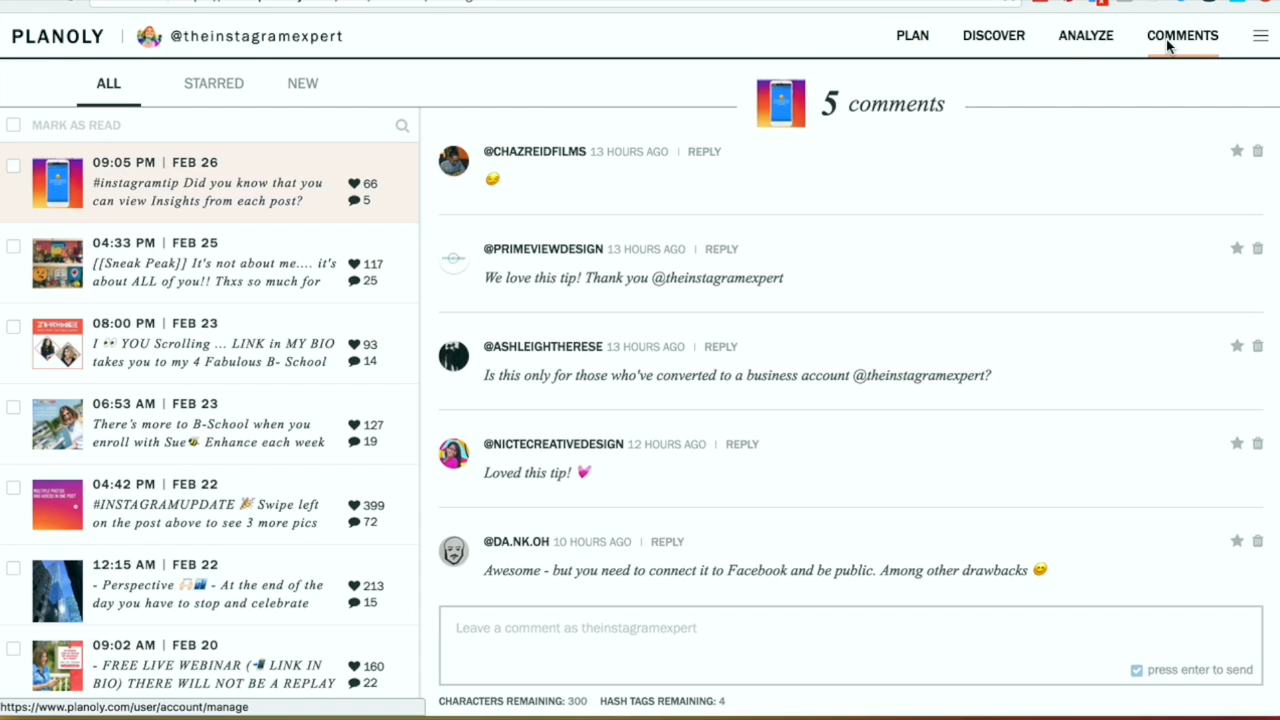 PLANOLY
@theinstagramexpert
PLAN DISCOVER ANALYZE COMMENTS
ALL STARRED NEW
MARK AS READ
09:05 PM | FEB 26
#instagramtip Did you know that you
can view Insights from each post?
66
5
04:33 PM | FEB 25
[[Sneak Peak]] It's not about me.... it's
about ALL of you!! Thxs so much for
117
25
08:00 PM | FEB 23
I 👀 YOU Scrolling ... LINK in MY BIO
takes you to my 4 Fabulous B- School
93
14
06:53 AM | FEB 23
There's more to B-School when you
enroll with Sue🐝 Enhance each week
127
19
04:42 PM | FEB 22
#INSTAGRAMUPDATE 🎉 Swipe left
on the post above to see 3 more pics
399
72
12:15 AM | FEB 22
- Perspective 🙌🏻🌃 - At the end of the
day you have to stop and celebrate
213
15
09:02 AM | FEB 20
- FREE LIVE WEBINAR (📲 LINK IN
BIO) THERE WILL NOT BE A REPLAY
160
22
https://www.planoly.com/user/account/manage
5 comments
@CHAZREIDFILMS 13 HOURS AGO | REPLY
😏
@PRIMEVIEWDESIGN 13 HOURS AGO | REPLY
We love this tip! Thank you @theinstagramexpert
@ASHLEIGHTHERESE 13 HOURS AGO | REPLY
Is this only for those who've converted to a business account @theinstagramexpert?
@NICTECREATIVEDESIGN 12 HOURS AGO | REPLY
Loved this tip! 💓
@DA.NK.OH 10 HOURS AGO | REPLY
Awesome - but you need to connect it to Facebook and be public. Among other drawbacks 😊
Leave a comment as theinstagramexpert
press enter to send
CHARACTERS REMAINING: 300 HASH TAGS REMAINING: 4